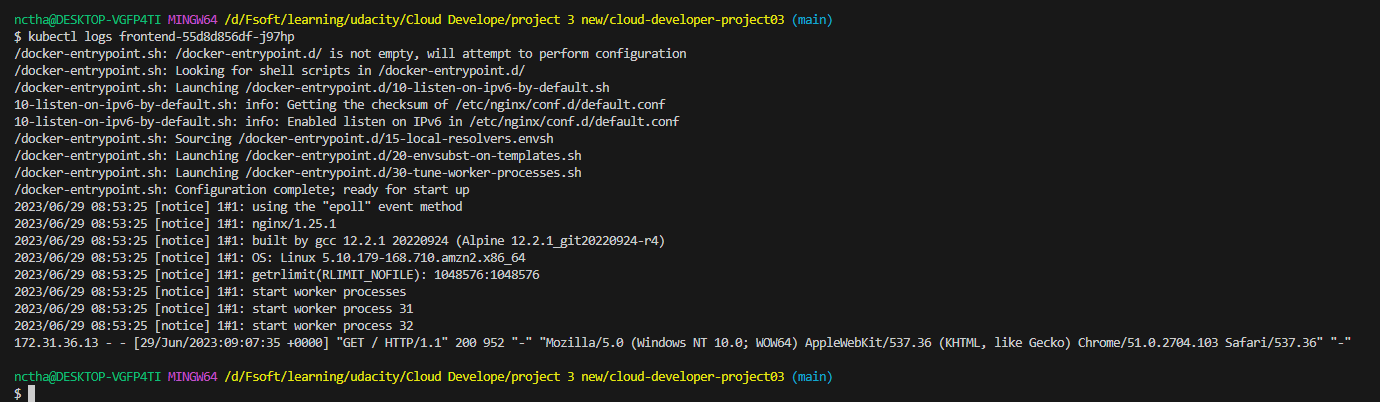 nctha@DESKTOP-VGFP4TI MINGW64 /d/Fsoft/learning/udacity/Cloud Develope/project 3 new/cloud-developer-project03 (main)
$ kubectl logs frontend-55d8d856df-j97hp
/docker-entrypoint.sh: /docker-entrypoint.d/ is not empty, will attempt to perform configuration
/docker-entrypoint.sh: Looking for shell scripts in /docker-entrypoint.d/
/docker-entrypoint.sh: Launching /docker-entrypoint.d/10-listen-on-ipv6-by-default.sh
10-listen-on-ipv6-by-default.sh: info: Getting the checksum of /etc/nginx/conf.d/default.conf
10-listen-on-ipv6-by-default.sh: info: Enabled listen on IPv6 in /etc/nginx/conf.d/default.conf
/docker-entrypoint.sh: Sourcing /docker-entrypoint.d/15-local-resolvers.envsh
/docker-entrypoint.sh: Launching /docker-entrypoint.d/20-envsubst-on-templates.sh
/docker-entrypoint.sh: Launching /docker-entrypoint.d/30-tune-worker-processes.sh
/docker-entrypoint.sh: Configuration complete; ready for start up
2023/06/29 08:53:25 [notice] 1#1: using the "epoll" event method
2023/06/29 08:53:25 [notice] 1#1: nginx/1.25.1
2023/06/29 08:53:25 [notice] 1#1: built by gcc 12.2.1 20220924 (Alpine 12.2.1_git20220924-r4)
2023/06/29 08:53:25 [notice] 1#1: OS: Linux 5.10.179-168.710.amzn2.x86_64
2023/06/29 08:53:25 [notice] 1#1: getrlimit(RLIMIT_NOFILE): 1048576:1048576
2023/06/29 08:53:25 [notice] 1#1: start worker processes
2023/06/29 08:53:25 [notice] 1#1: start worker process 31
2023/06/29 08:53:25 [notice] 1#1: start worker process 32
172.31.36.13 - - [29/Jun/2023:09:07:35 +0000] "GET / HTTP/1.1" 200 952 "-" "Mozilla/5.0 (Windows NT 10.0; WOW64) AppleWebKit/537.36 (KHTML, like Gecko) Chrome/51.0.2704.103 Safari/537.36" "-"
nctha@DESKTOP-VGFP4TI MINGW64 /d/Fsoft/learning/udacity/Cloud Develope/project 3 new/cloud-developer-project03 (main)
$